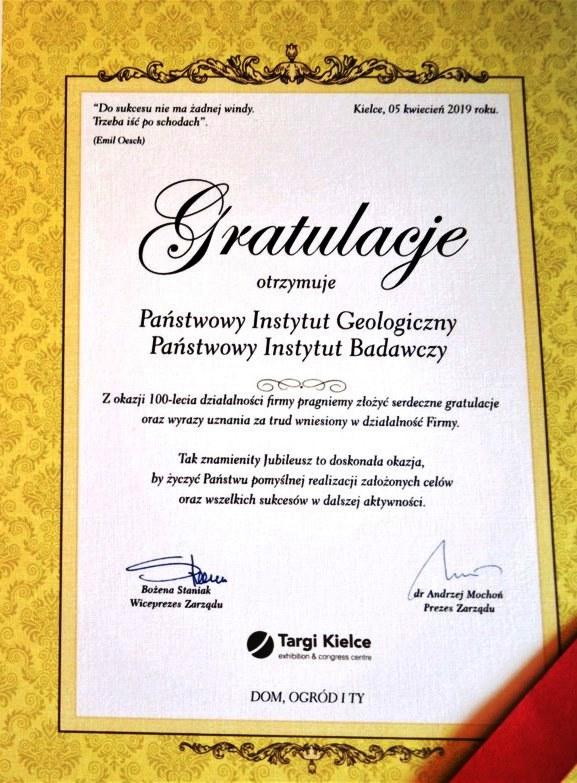 “Do sukcesu nie ma żadnej windy.
Trzeba iść po schodach”.
(Emil Oesch)
Kielce, 05 kwiecień 2019 roku.
Gratulacje
otrzymuje
Państwowy Instytut Geologiczny
Państwowy Instytut Badawczy
Z okazji 100-lecia działalności firmy pragniemy złożyć serdeczne gratulacje
oraz wyrazy uznania za trud wniesiony w działalność Firmy.
Tak znamienity Jubileusz to doskonała okazja,
by życzyć Państwu pomyślnej realizacji założonych celów
oraz wszelkich sukcesów w dalszej aktywności.
Bożena Staniak
Wiceprezes Zarządu
dr Andrzej Mochoń
Prezes Zarządu
Targi Kielce
exhibition & congress centre
DOM, OGRÓD I TY